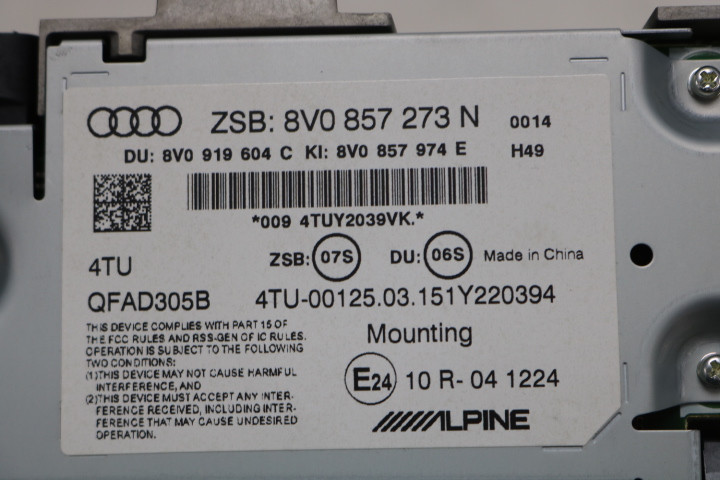 ZSB: 8V0 857 273 N 0014
DU: 8V0 919 604 C KI: 8V0 857 974 E H49
*009 4TUY2039VK.*
4TU ZSB: 07S DU: 06S Made in China
QFAD305B 4TU-00125.03.151Y220394
THIS DEVICE COMPLIES WITH PART 15 OF
THE FCC RULES AND RSS-GEN OF IC RULES.
OPERATION IS SUBJECT TO THE FOLLOWING
TWO CONDITIONS:
(1)THIS DEVICE MAY NOT CAUSE HARMFUL
INTERFERENCE, AND
(2)THIS DEVICE MUST ACCEPT ANY INTER-
FERENCE RECEIVED, INCLUDING INTER-
FERENCE THAT MAY CAUSE UNDESIRED
OPERATION.
Mounting
E24 10 R- 04 1224
ALPINE